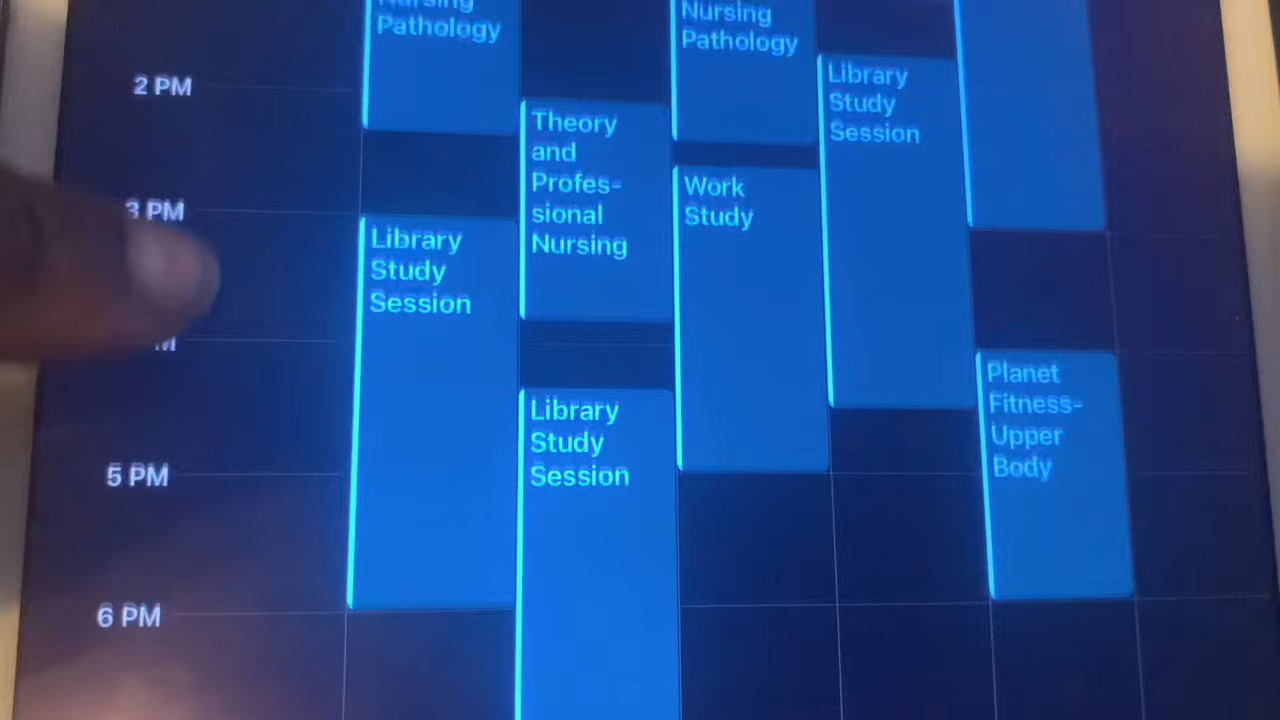 Nursing
Pathology
Nursing
Pathology
2 PM
Library
Study
Session
Theory
and
Profes-
sional
Nursing
Work
Study
3 PM
Library
Study
Session
Planet
Fitness-
Upper
Body
Library
Study
Session
5 PM
6 PM